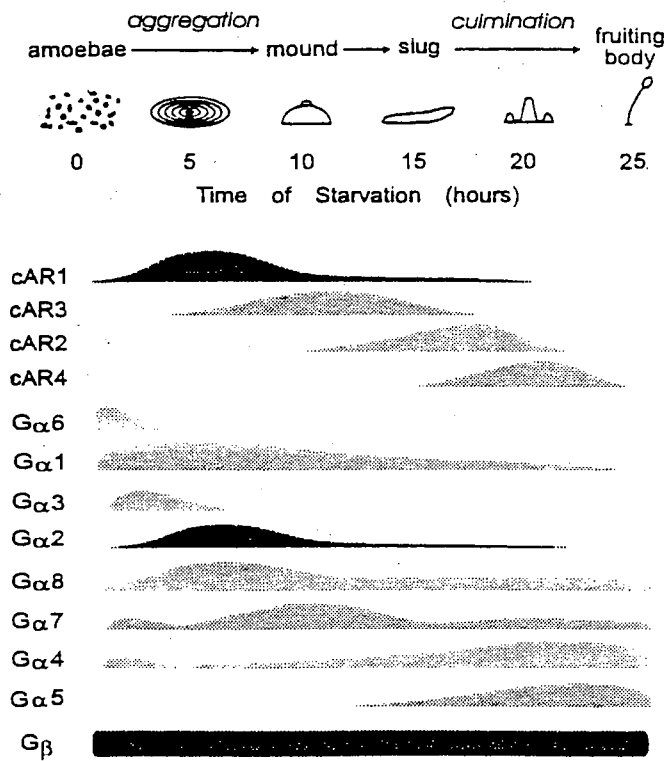 aggregation culmination
amoebae mound slug fruiting body
0 5 10 15 20 25
Time of Starvation (hours)
cAR1
cAR3
cAR2
cAR4
Gα6
Gα1
Gα3
Gα2
Gα8
Gα7
Gα4
Gα5
Gβ